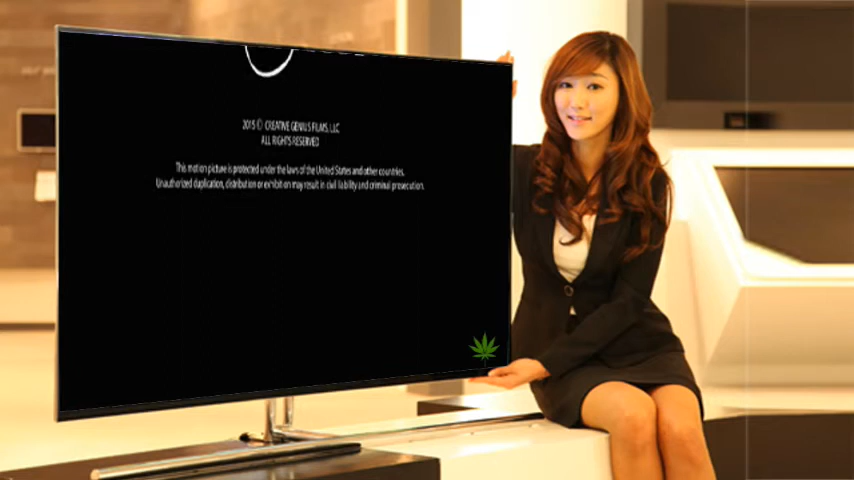 2015 © CREATIVE GENIUS FILMS, LLC
ALL RIGHTS RESERVED
This motion picture is protected under the laws of the United States and other countries.
Unauthorized duplication, distribution or exhibition may result in civil liability and criminal prosecution.